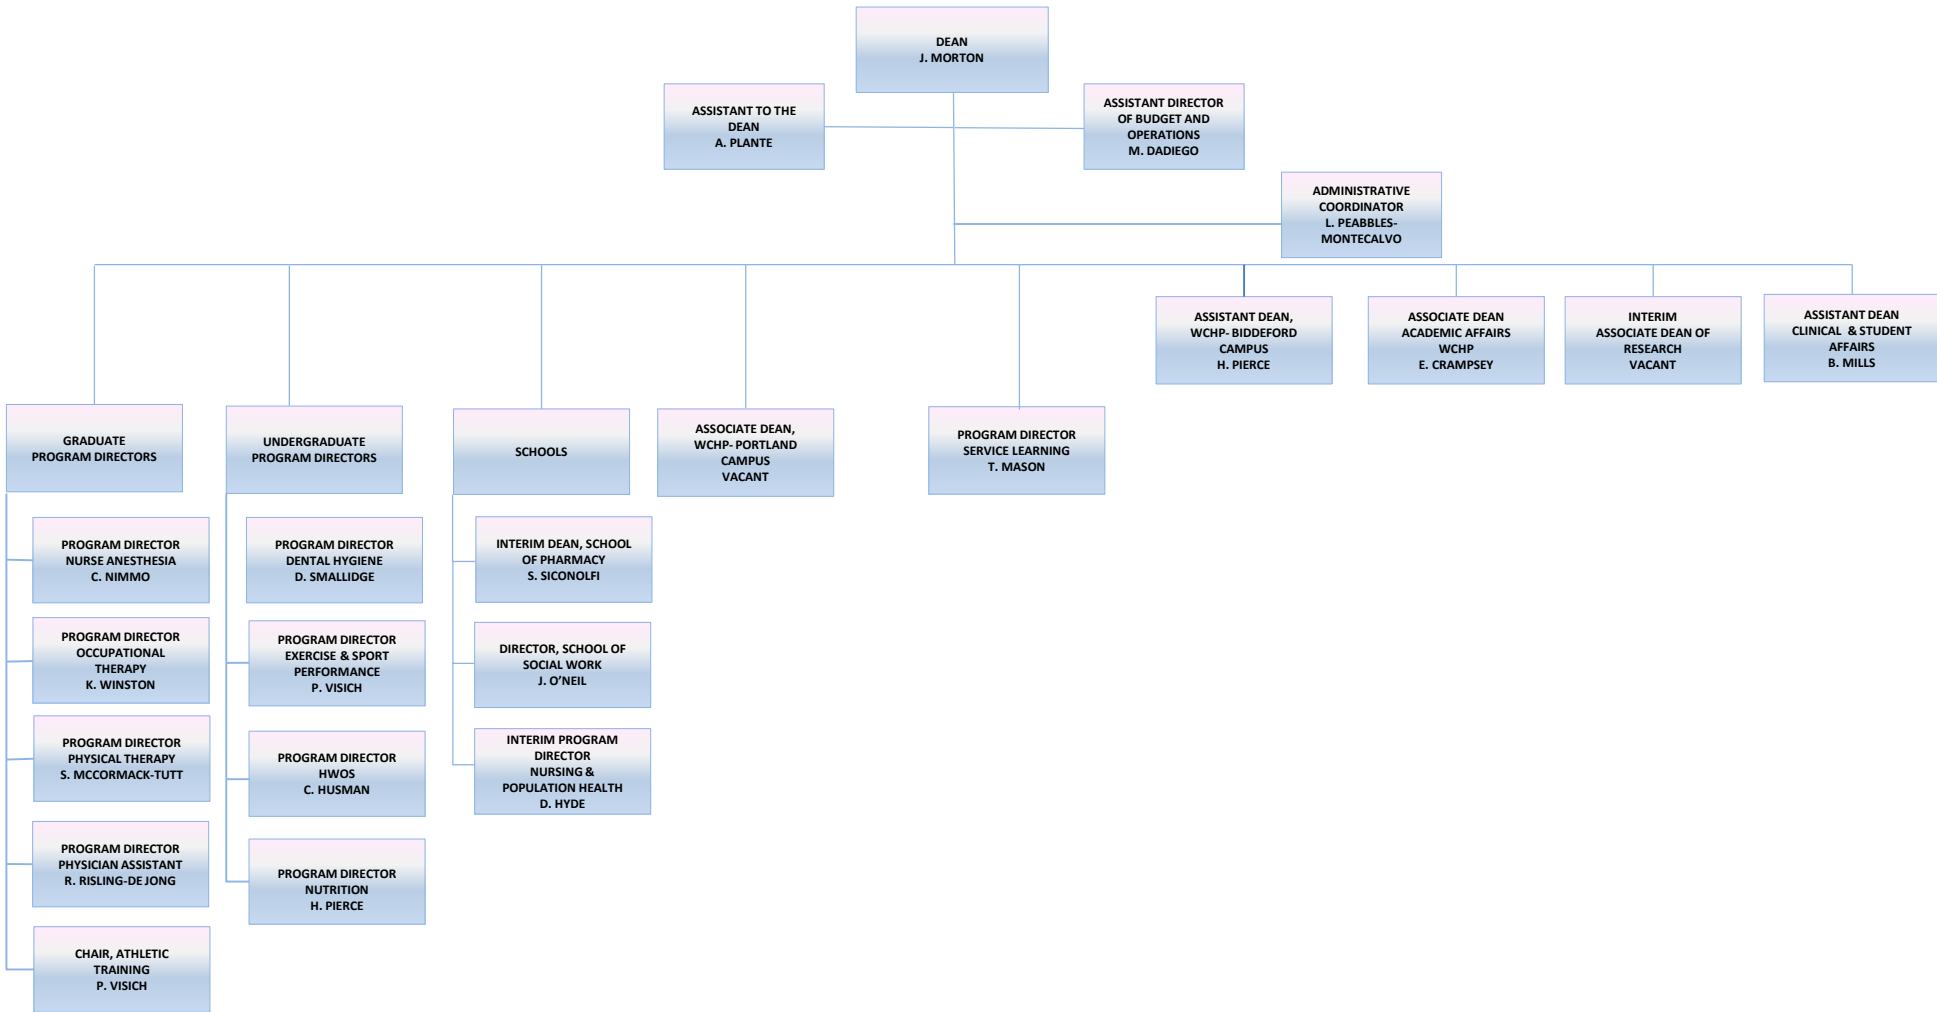 DEAN
J. MORTON
ASSISTANT TO THE
DEAN
A. PLANTE
ASSISTANT DIRECTOR
OF BUDGET AND
OPERATIONS
M. DADIEGO
ADMINISTRATIVE
COORDINATOR
L. PEABBLES-
MONTECALVO
ASSISTANT DEAN,
WCHP- BIDDEFORD
CAMPUS
H. PIERCE
ASSOCIATE DEAN
ACADEMIC AFFAIRS
WCHP
E. CRAMPSEY
INTERIM
ASSOCIATE DEAN OF
RESEARCH
VACANT
ASSISTANT DEAN
CLINICAL & STUDENT
AFFAIRS
B. MILLS
GRADUATE
PROGRAM DIRECTORS
UNDERGRADUATE
PROGRAM DIRECTORS
SCHOOLS
ASSOCIATE DEAN,
WCHP- PORTLAND
CAMPUS
VACANT
PROGRAM DIRECTOR
SERVICE LEARNING
T. MASON
PROGRAM DIRECTOR
NURSE ANESTHESIA
C. NIMMO
PROGRAM DIRECTOR
OCCUPATIONAL
THERAPY
K. WINSTON
PROGRAM DIRECTOR
PHYSICAL THERAPY
S. MCCORMACK-TUTT
PROGRAM DIRECTOR
PHYSICIAN ASSISTANT
R. RISLING-DE JONG
CHAIR, ATHLETIC
TRAINING
P. VISICH
PROGRAM DIRECTOR
DENTAL HYGIENE
D. SMALLIDGE
PROGRAM DIRECTOR
EXERCISE & SPORT
PERFORMANCE
P. VISICH
PROGRAM DIRECTOR
HWOS
C. HUSMAN
PROGRAM DIRECTOR
NUTRITION
H. PIERCE
INTERIM DEAN, SCHOOL
OF PHARMACY
S. SICONOLFI
DIRECTOR, SCHOOL OF
SOCIAL WORK
J. O’NEIL
INTERIM PROGRAM
DIRECTOR
NURSING &
POPULATION HEALTH
D. HYDE